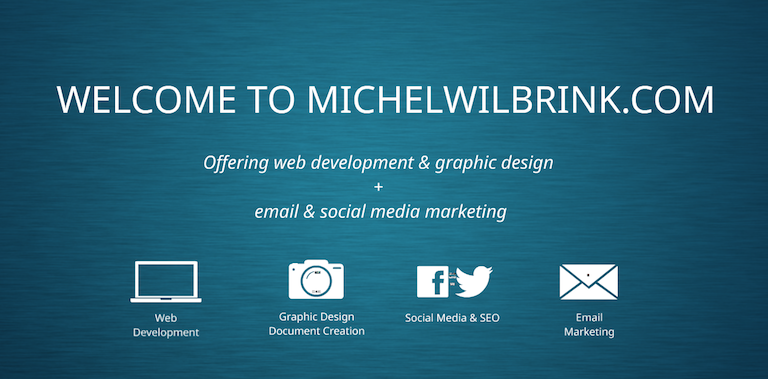 WELCOME TO MICHELWILBRINK.COM
Offering web development & graphic design
+
email & social media marketing
Web
Development
Graphic Design
Document Creation
Social Media & SEO
Email
Marketing